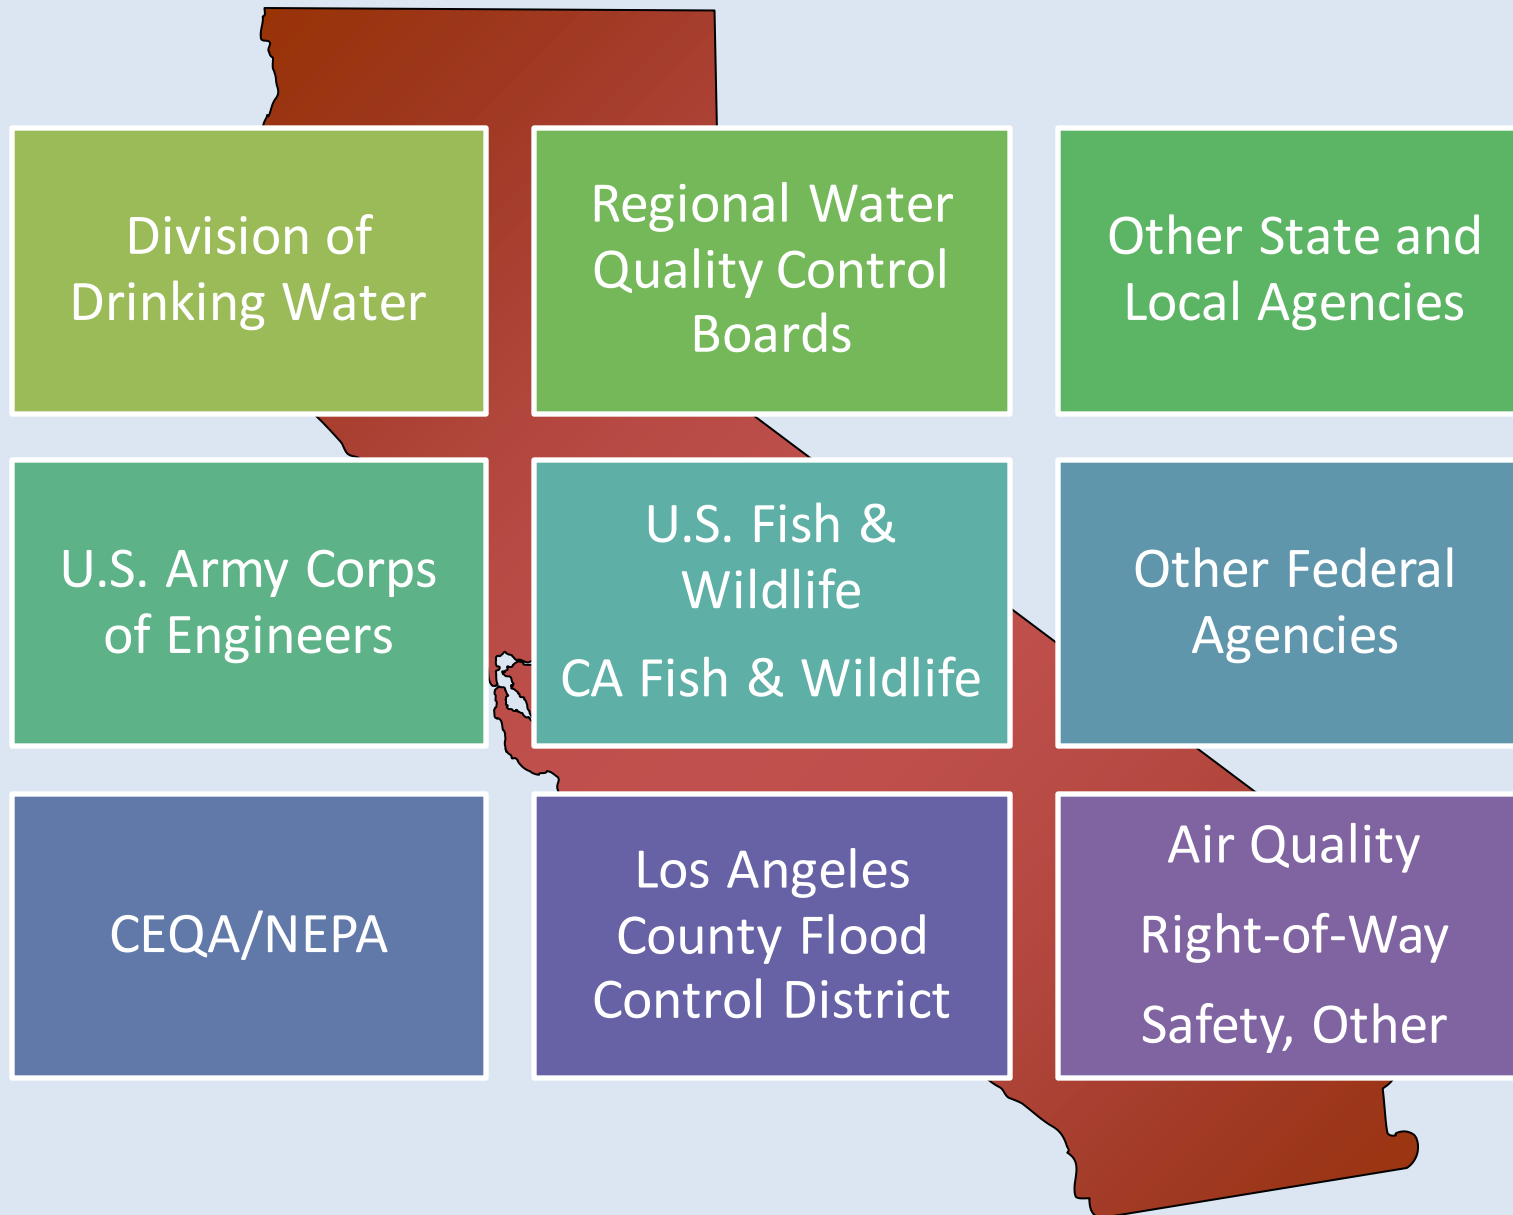 Division of
Drinking Water
Regional Water
Quality Control
Boards
Other State and
Local Agencies
U.S. Army Corps
of Engineers
U.S. Fish &
Wildlife
CA Fish & Wildlife
Other Federal
Agencies
CEQA/NEPA
Los Angeles
County Flood
Control District
Air Quality
Right-of-Way
Safety, Other